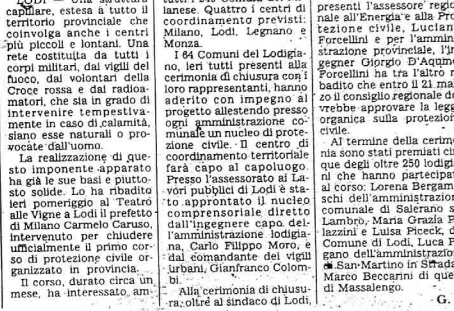 capillare, estesa a tutto il
territorio provinciale che
coinvolga anche i centri
più piccoli e lontani. Una
rete costituita da tutti i
corpi militari, dai vigili del
fuoco, dai volontari della
Croce rossa e dai radioa-
matori, che sia in grado di
intervenire tempestiva-
mente in caso di calamità,
siano esse naturali o pro-
vocate dall'uomo.
La realizzazione di que-
sto imponente apparato
ha già le sue basi e piutto-
sto solide. Lo ha ribadito
ieri pomeriggio al Teatro
alle Vigne a Lodi il prefetto
di Milano Carmelo Caruso,
intervenuto per chiudere
ufficialmente il primo cor-
so di protezione civile or-
ganizzato in provincia.
Il corso, durato circa un
mese, ha interessato, am-
lanese. Quattro i centri di
coordinamento previsti:
Milano, Lodi, Legnano e
Monza.
I 64 Comuni del Lodigia-
no, ieri tutti presenti alla
cerimonia di chiusura con i
loro rappresentanti, hanno
aderito con impegno al
progetto allestendo presso
ogni amministrazione co-
munale un nucleo di prote-
zione civile. Il centro di
coordinamento territoriale
farà capo al capoluogo.
Presso l'assessorato ai La-
vori pubblici di Lodi è sta-
to approntato il nucleo
comprensoriale diretto
dall'ingegnere capo del-
l'amministrazione lodigia-
na, Carlo Filippo Moro, e
dal comandante dei vigili
urbani, Gianfranco Colom-
bi.
Alla cerimonia di chiusu-
ra, oltre al sindaco di Lodi,
presenti l'assessore regio
nale all'Energia e alla Pro
tezione civile, Lucian
Forcellini e per l'ammin
strazione provinciale, l'in
gegner Giorgio D'Aquino
Forcellini ha tra l'altro r
badito che entro il 21 mar
zo il consiglio regionale do
vrebbe approvare la legg
organica sulla protezion
civile.
Al termine della cerimo
nia sono stati premiati cin
que degli oltre 250 lodigia
ni che hanno partecipat
al corso: Lorena Bergam
schi dell'amministrazion
comunale di Salerano s
Lambro, Maria Grazia P
lazzini e Luisa Piceck, d
Comune di Lodi, Luca P
gano dell'amministrazion
di San Martino in Strada
Marco Beccarini di que
di Massalengo.
G.